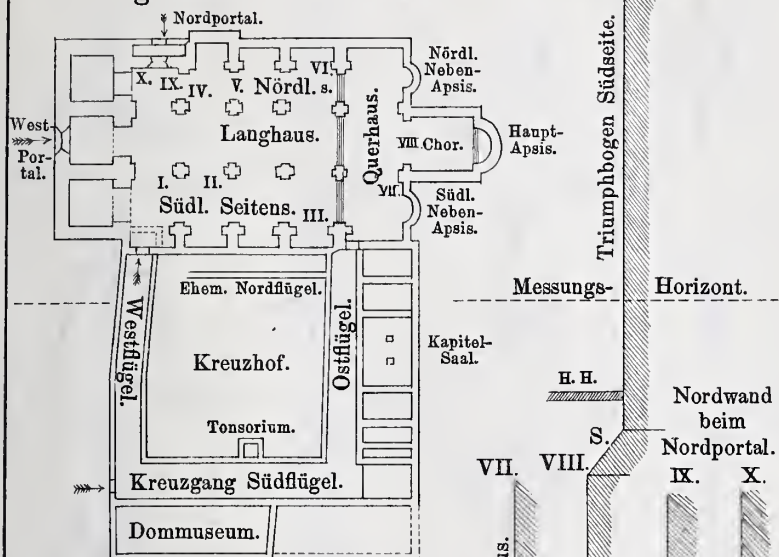 Nordportal.
X. IX. IV. V. Nördl. s. VI.
Nördl.
Neben-
Apsis.
West
Por-
tal.
Langhaus.
Querhaus.
VIII. Chor.
Haupt-
Apsis.
I. II.
Südl. Seitens. III.
VII.
Südl.
Neben-
Apsis.
Ehem. Nordflügel.
Westflügel.
Kreuzhof.
Ostflügel.
Kapitel-
Saal.
Tonsorium.
Kreuzgang Südflügel.
Dommuseum.
Triumphbogen Südseite.
Messungs- Horizont.
H. H.
S.
VII. VIII.
Nordwand
beim
Nordportal.
IX. X.